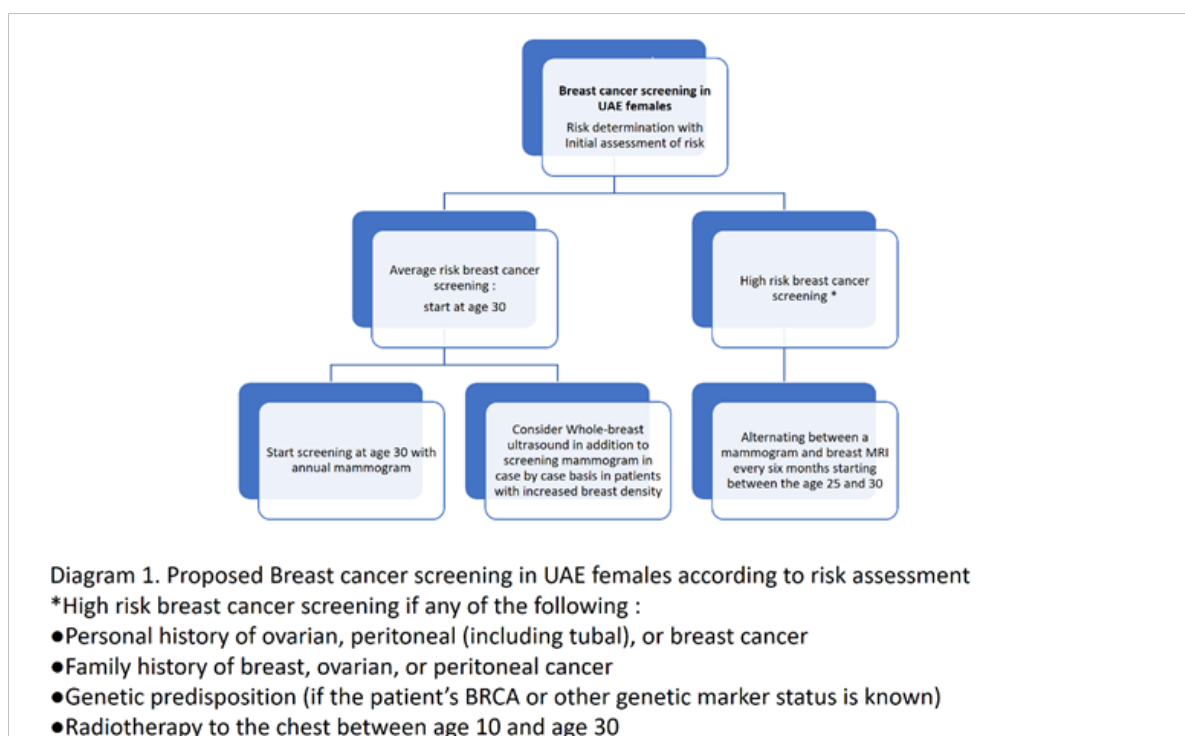 Breast cancer screening in
UAE females
Risk determination with
Initial assessment of risk
Average risk breast cancer
screening :
start at age 30
High risk breast cancer
screening *
Start screening at age 30 with
annual mammogram
Consider Whole-breast
ultrasound in addition to
screening mammogram in
case by case basis in patients
with increased breast density
Alternating between a
mammogram and breast MRI
every six months starting
between the age 25 and 30
Diagram 1. Proposed Breast cancer screening in UAE females according to risk assessment
*High risk breast cancer screening if any of the following :
●Personal history of ovarian, peritoneal (including tubal), or breast cancer
●Family history of breast, ovarian, or peritoneal cancer
●Genetic predisposition (if the patient’s BRCA or other genetic marker status is known)
●Radiotherapy to the chest between age 10 and age 30